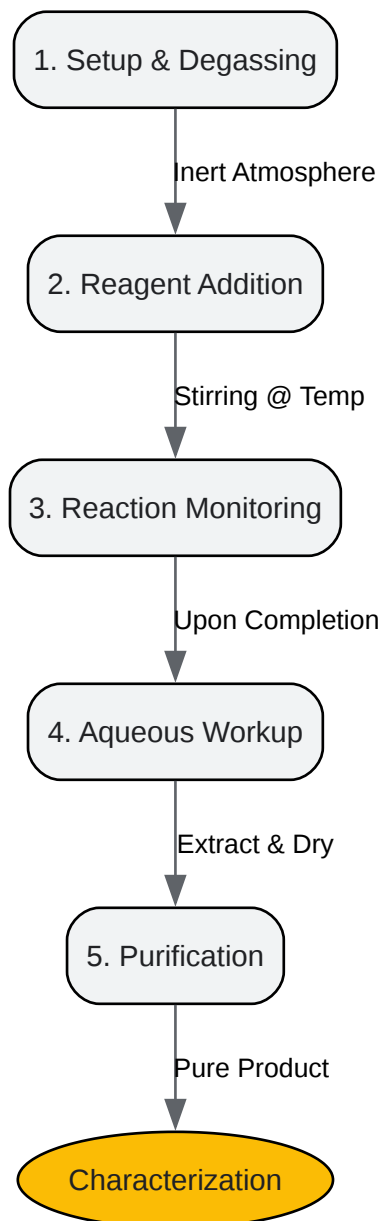 1. Setup & Degassing
Inert Atmosphere
2. Reagent Addition
Stirring @ Temp
3. Reaction Monitoring
Upon Completion
4. Aqueous Workup
Extract & Dry
5. Purification
Pure Product
Characterization